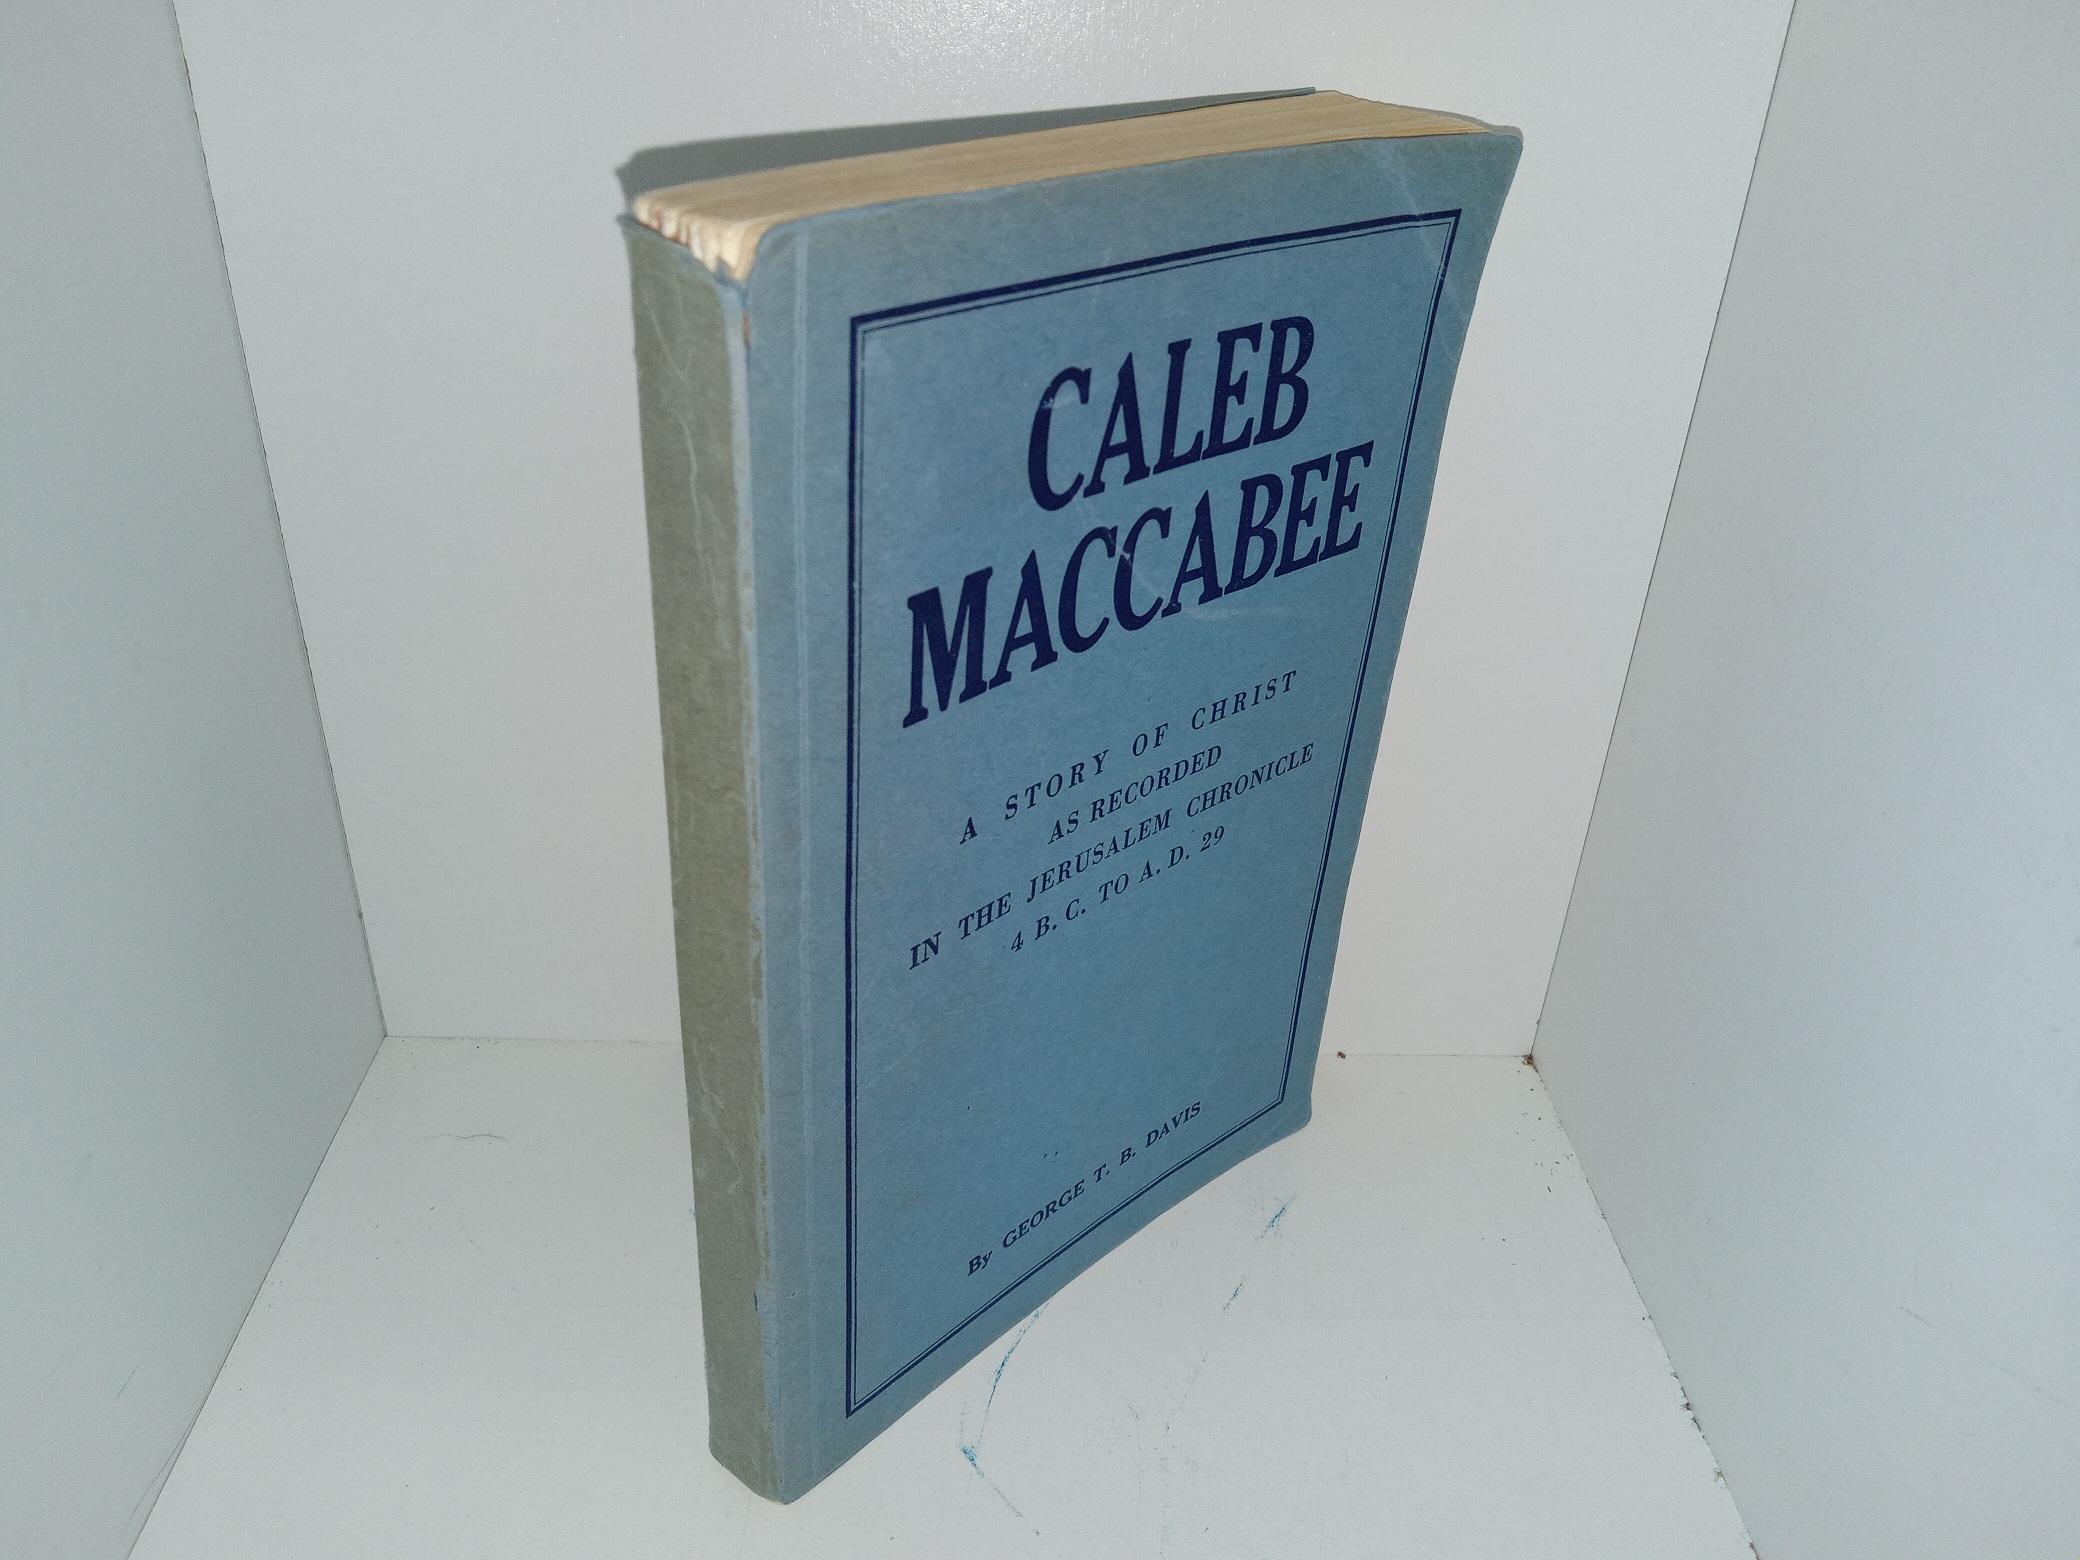 CALEB
MACCABEE
A STORY OF CHRIST
AS RECORDED
IN THE JERUSALEM CHRONICLE
4 B. C. TO A. D. 29
By GEORGE T. B. DAVIS